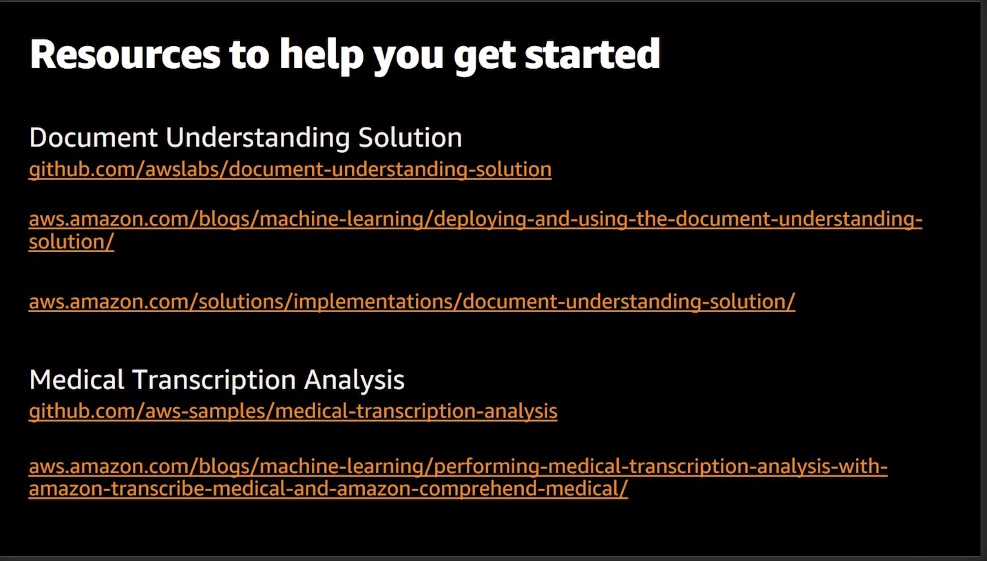 Resources to help you get started
Document Understanding Solution
github.com/awslabs/document-understanding-solution
aws.amazon.com/blogs/machine-learning/deploying-and-using-the-document-understanding-
solution/
aws.amazon.com/solutions/implementations/document-understanding-solution/
Medical Transcription Analysis
github.com/aws-samples/medical-transcription-analysis
aws.amazon.com/blogs/machine-learning/performing-medical-transcription-analysis-with-
amazon-transcribe-medical-and-amazon-comprehend-medical/